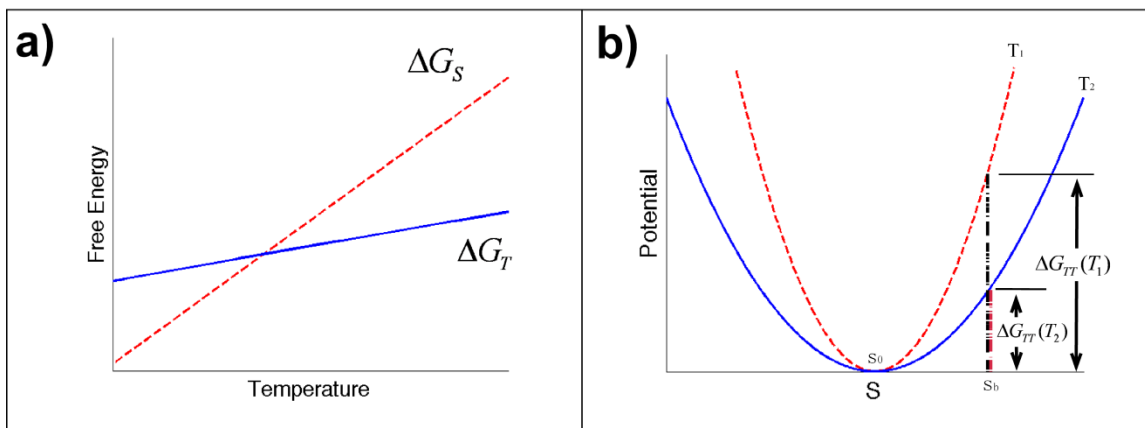 a)
ΔG_S
ΔG_T
Free Energy
Temperature
b)
T₁
T₂
Potential
ΔG_TT(T₁)
ΔG_TT(T₂)
S₀
S
S_b